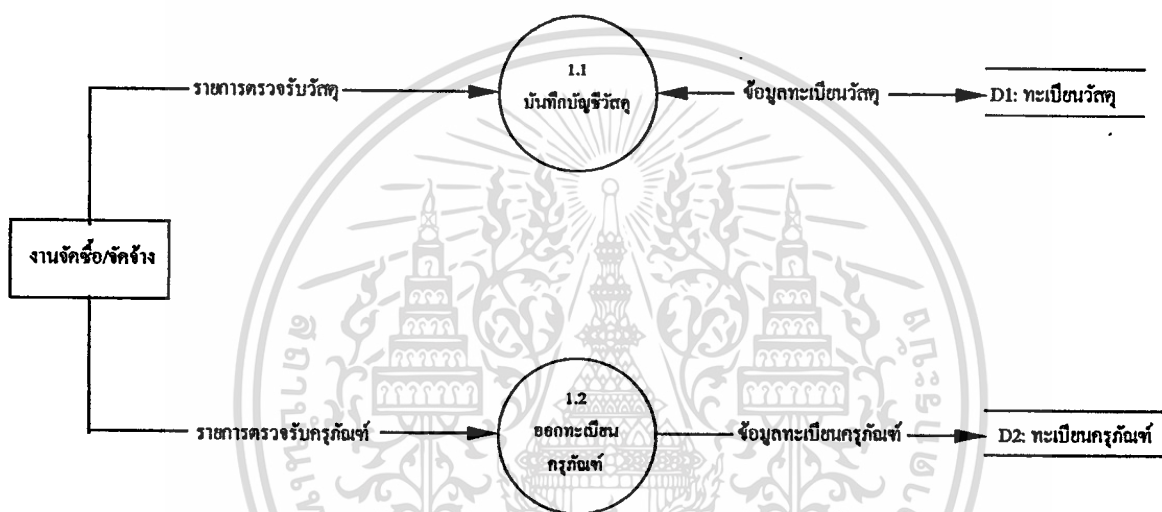 1.1
รายการตรวจรับวัสดุ
บันทึกบัญชีวัสดุ
ข้อมูลทะเบียนวัสดุ
D1: ทะเบียนวัสดุ
งานจัดซื้อ/จัดจ้าง
1.2
รายการตรวจรับครุภัณฑ์
ออกทะเบียน
ครุภัณฑ์
ข้อมูลทะเบียนครุภัณฑ์
D2: ทะเบียนครุภัณฑ์